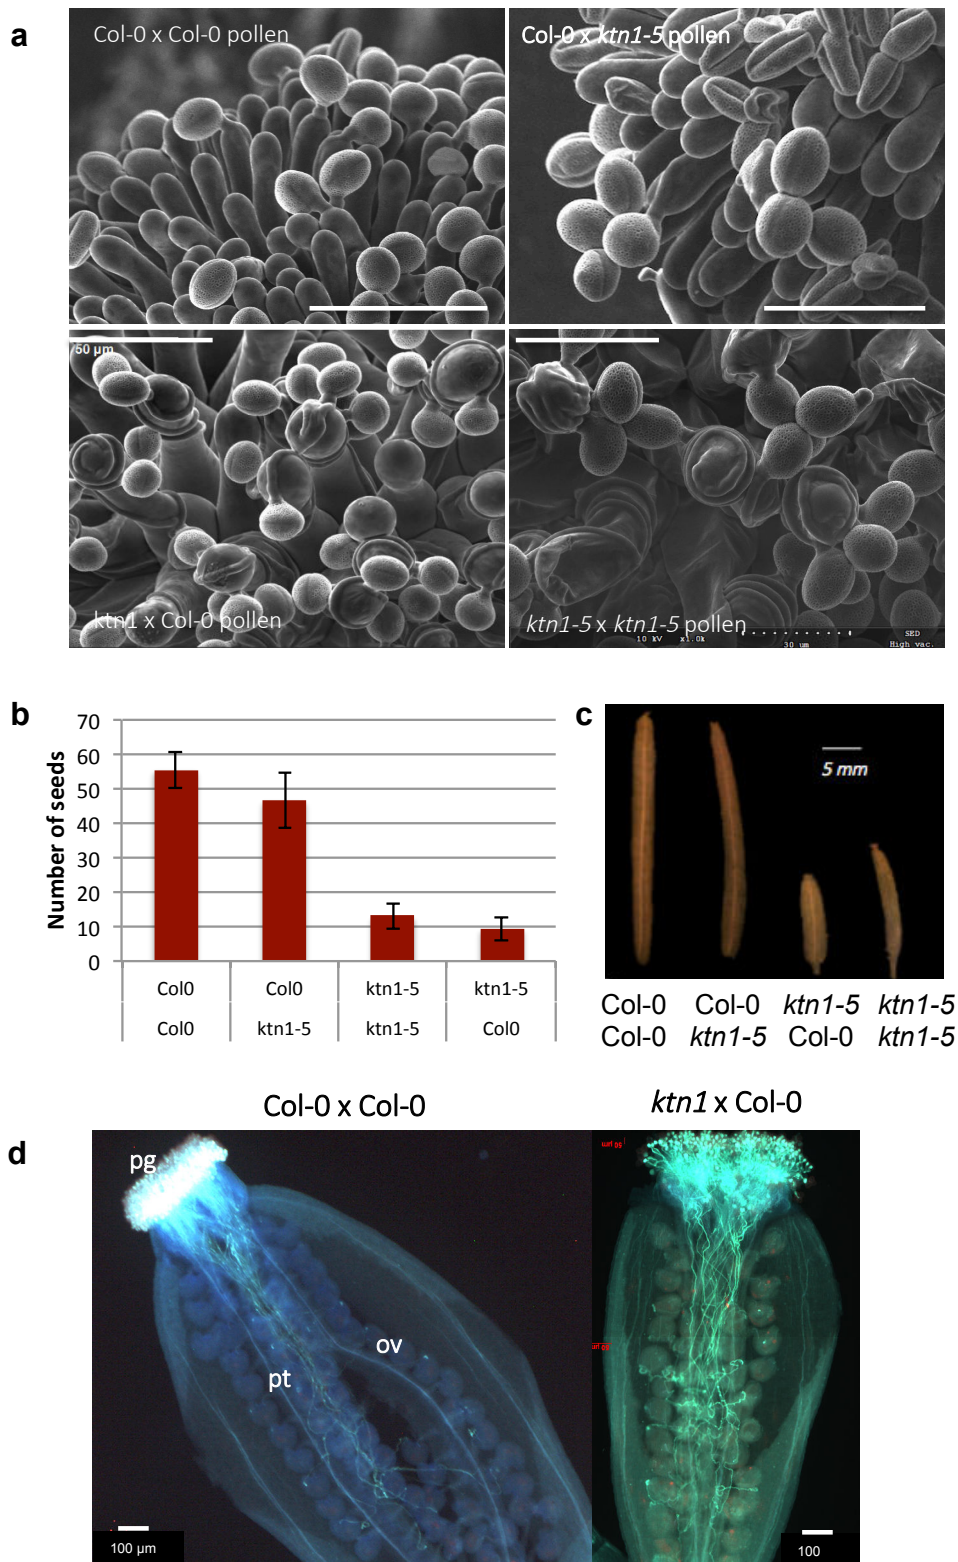 a
Col-0 x Col-0 pollen
Col-0 x ktn1-5 pollen
50 µm
ktn1 x Col-0 pollen
ktn1-5 x ktn1-5 pollen
10 kV x1.0k 30 um SED
High vac.
b
Number of seeds
70
60
50
40
30
20
10
0
Col0 Col0 ktn1-5 ktn1-5
Col0 ktn1-5 ktn1-5 Col0
c
5 mm
Col-0 Col-0 ktn1-5 ktn1-5
Col-0 ktn1-5 Col-0 ktn1-5
Col-0 x Col-0
ktn1 x Col-0
d
pg
ov
pt
100 µm
50 µm
100